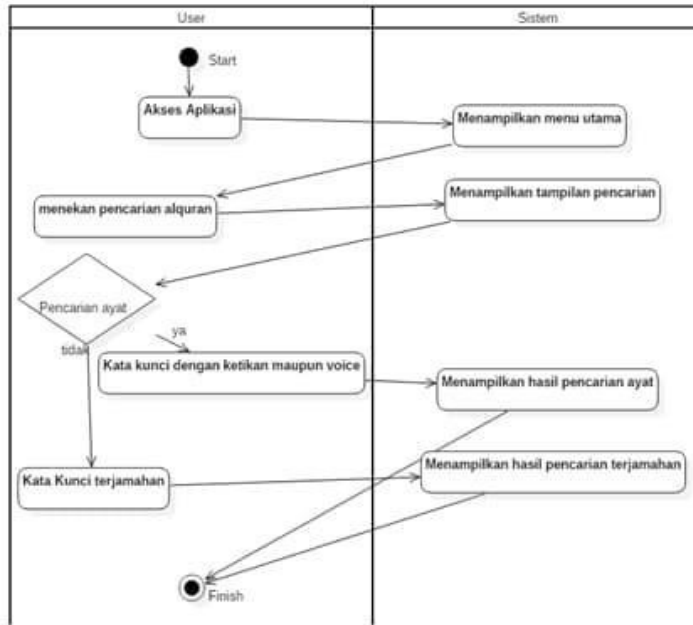 User
Sistem
Start
Akses Aplikasi
Menampilkan menu utama
menekan pencarian alquran
Menampilkan tampilan pencarian
Pencarian ayat
ya
tidak
Kata kunci dengan ketikan maupun voice
Menampilkan hasil pencarian ayat
Kata Kunci terjamahan
Menampilkan hasil pencarian terjamahan
Finish